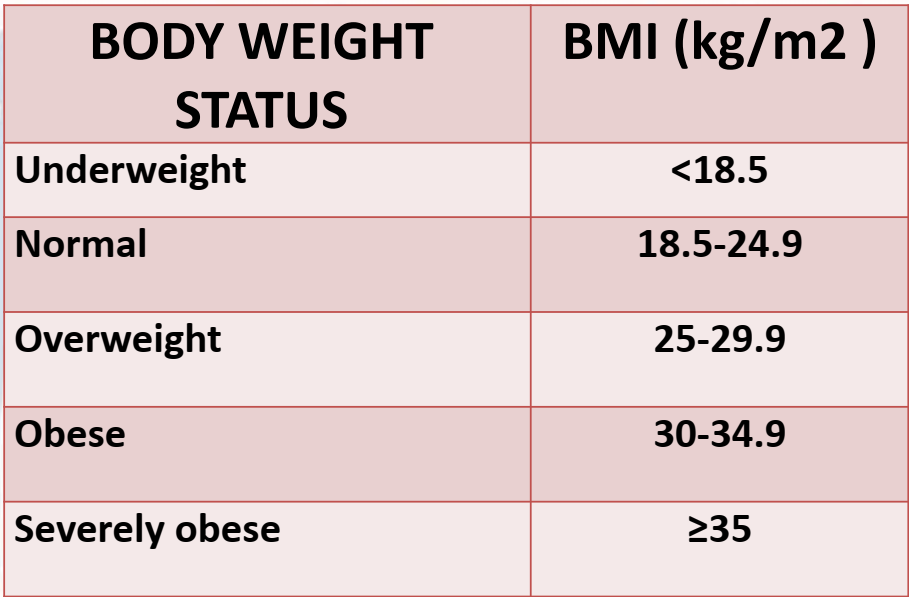 BODY WEIGHT
STATUS
BMI (kg/m2 )
Underweight
<18.5
Normal
18.5-24.9
Overweight
25-29.9
Obese
30-34.9
Severely obese
≥35